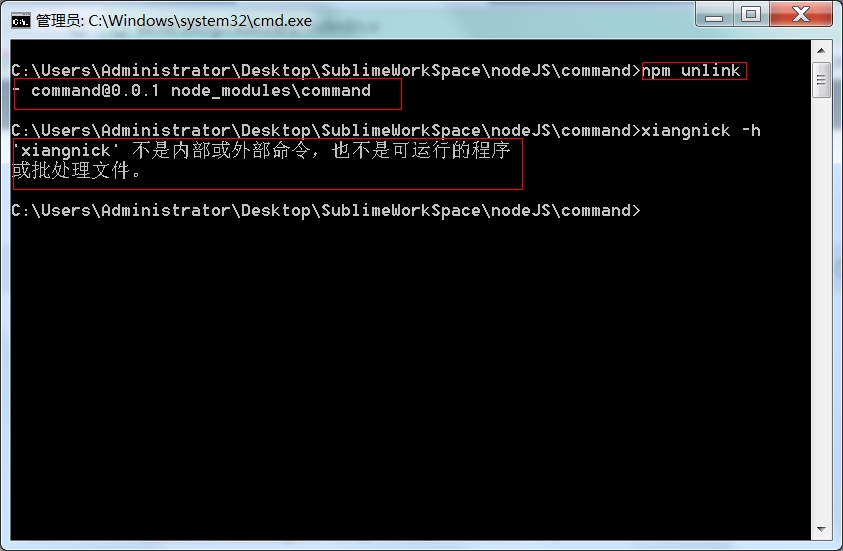 管理员: C:\Windows\system32\cmd.exe
C:\Users\Administrator\Desktop\SublimeWorkSpace\nodeJS\command>npm unlink
- command@0.0.1 node_modules\command
C:\Users\Administrator\Desktop\SublimeWorkSpace\nodeJS\command>xiangnick -h
'xiangnick' 不是内部或外部命令，也不是可运行的程序
或批处理文件。
C:\Users\Administrator\Desktop\SublimeWorkSpace\nodeJS\command>